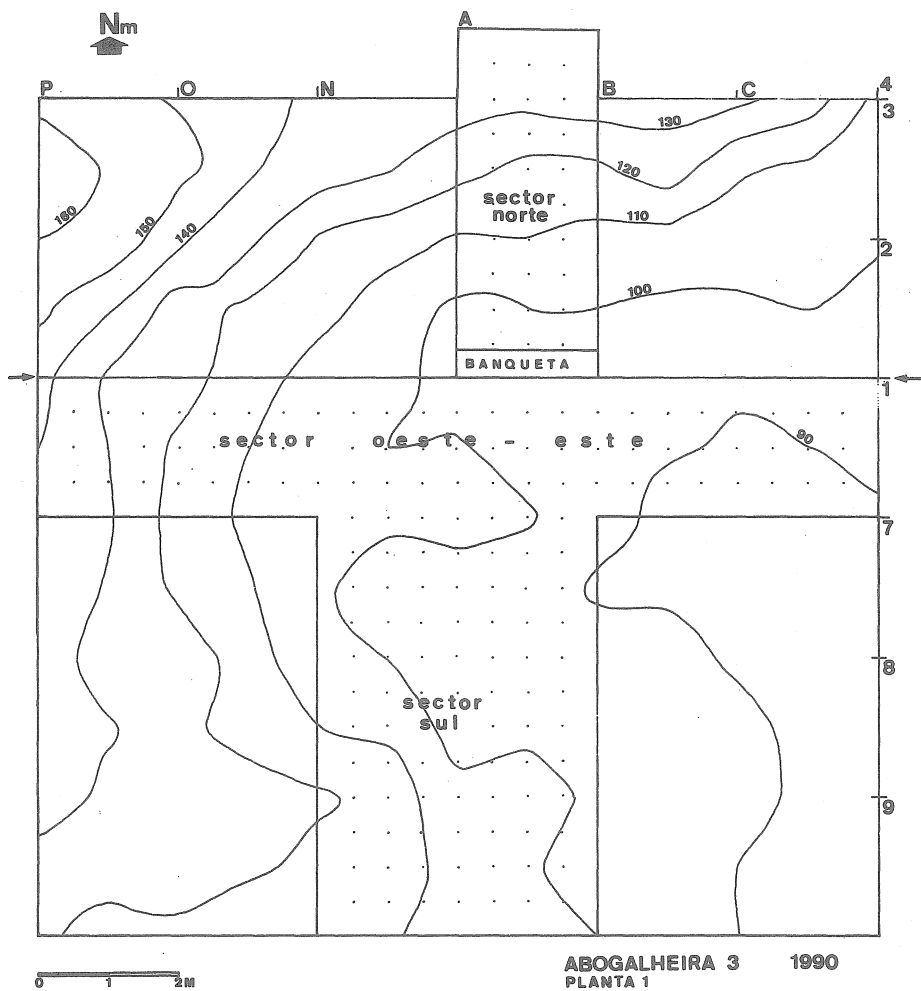 Nm
A
P O N B C 4
3
130
120
sector
norte
160
150
140
110
2
100
BANQUETA
1
sector oeste - este
90
7
8
sector
sul
9
ABOGALHEIRA 3 1990
PLANTA 1
0 1 2M